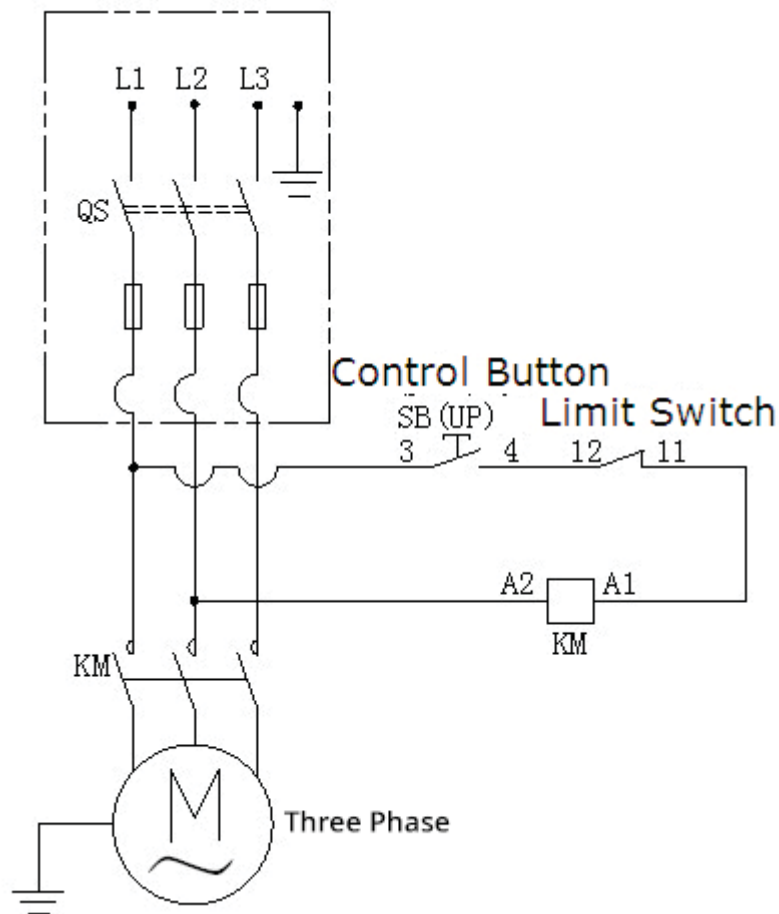 L1 L2 L3
QS
Control Button
SB(UP) Limit Switch
3 4 12 11
A2 A1
KM
KM
M
Three Phase